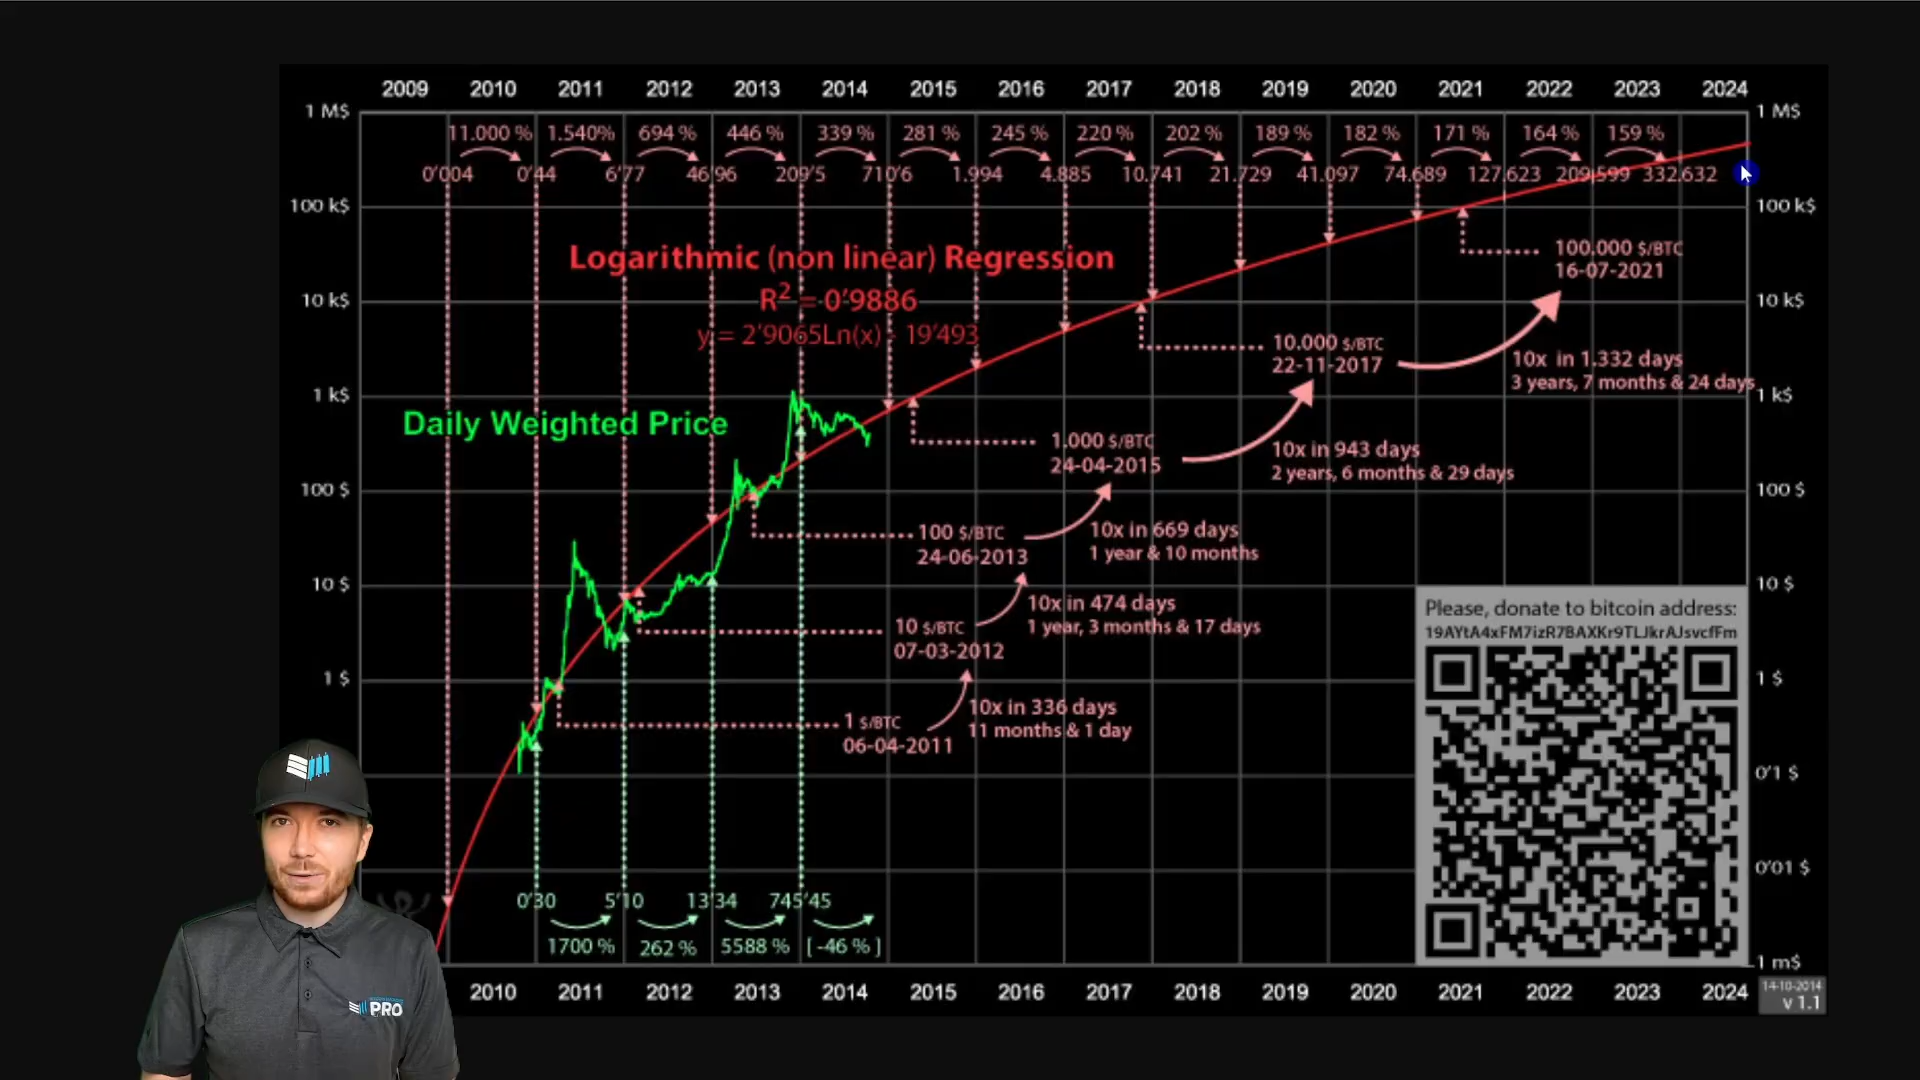 2009 2010 2011 2012 2013 2014 2015 2016 2017 2018 2019 2020 2021 2022 2023 2024
1 M$ 1 M$
11.000 % 1.540% 694 % 446 % 339 % 281 % 245 % 220 % 202 % 189 % 182 % 171 % 164 % 159 %
0'004 0'44 6'77 46'96 209'5 710'6 1.994 4.885 10.741 21.729 41.097 74.689 127.623 209.599 332.632
100 k$ 100 k$
Logarithmic (non linear) Regression
R² = 0'9886
y = 2'9065Ln(x) - 19'493
100.000 $/BTC
16-07-2021
10 k$ 10 k$
10.000 $/BTC
22-11-2017
10x in 1.332 days
3 years, 7 months & 24 days
1 k$ 1 k$
Daily Weighted Price
1.000 $/BTC
24-04-2015
10x in 943 days
2 years, 6 months & 29 days
100 $ 100 $
100 $/BTC
24-06-2013
10x in 669 days
1 year & 10 months
10 $ 10 $
10 $/BTC
07-03-2012
10x in 474 days
1 year, 3 months & 17 days
Please, donate to bitcoin address:
19AYtA4xFM7izR7BAXKr9TLJkrAJsvcfFm
1 $ 1 $
1 $/BTC
06-04-2011
10x in 336 days
11 months & 1 day
0'1 $
0'01 $
0'30 5'10 13'34 745'45
1700 % 262 % 5588 % [ -46 % ]
1 m$
2010 2011 2012 2013 2014 2015 2016 2017 2018 2019 2020 2021 2022 2023 2024
14-10-2014
v 1.1
PRO